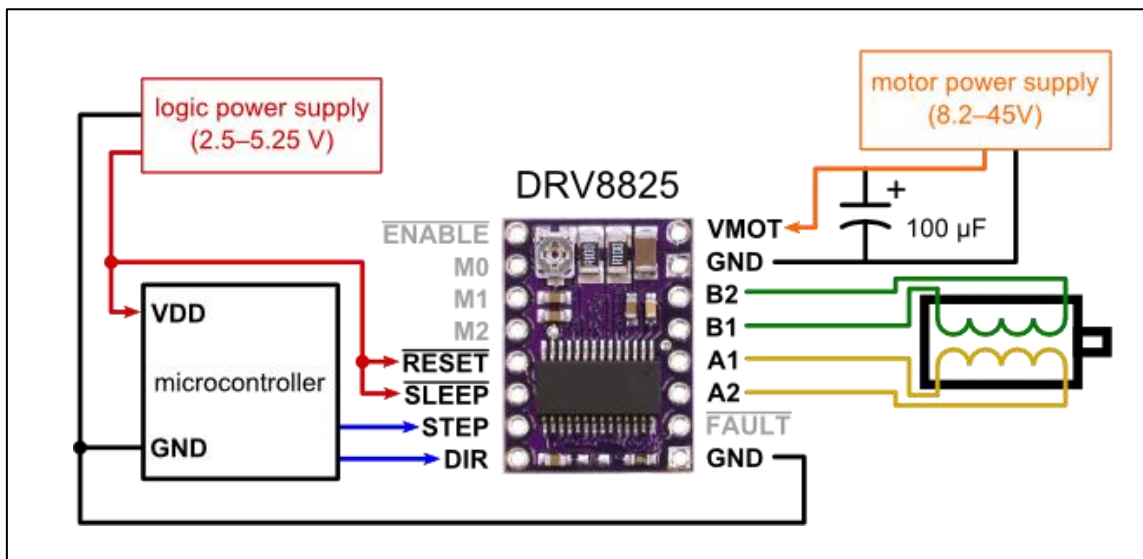 logic power supply
(2.5–5.25 V)
motor power supply
(8.2–45V)
DRV8825
+
100 µF
ENABLE
M0
M1
M2
RESET
SLEEP
STEP
DIR
VMOT
GND
B2
B1
A1
A2
FAULT
GND
VDD
microcontroller
GND